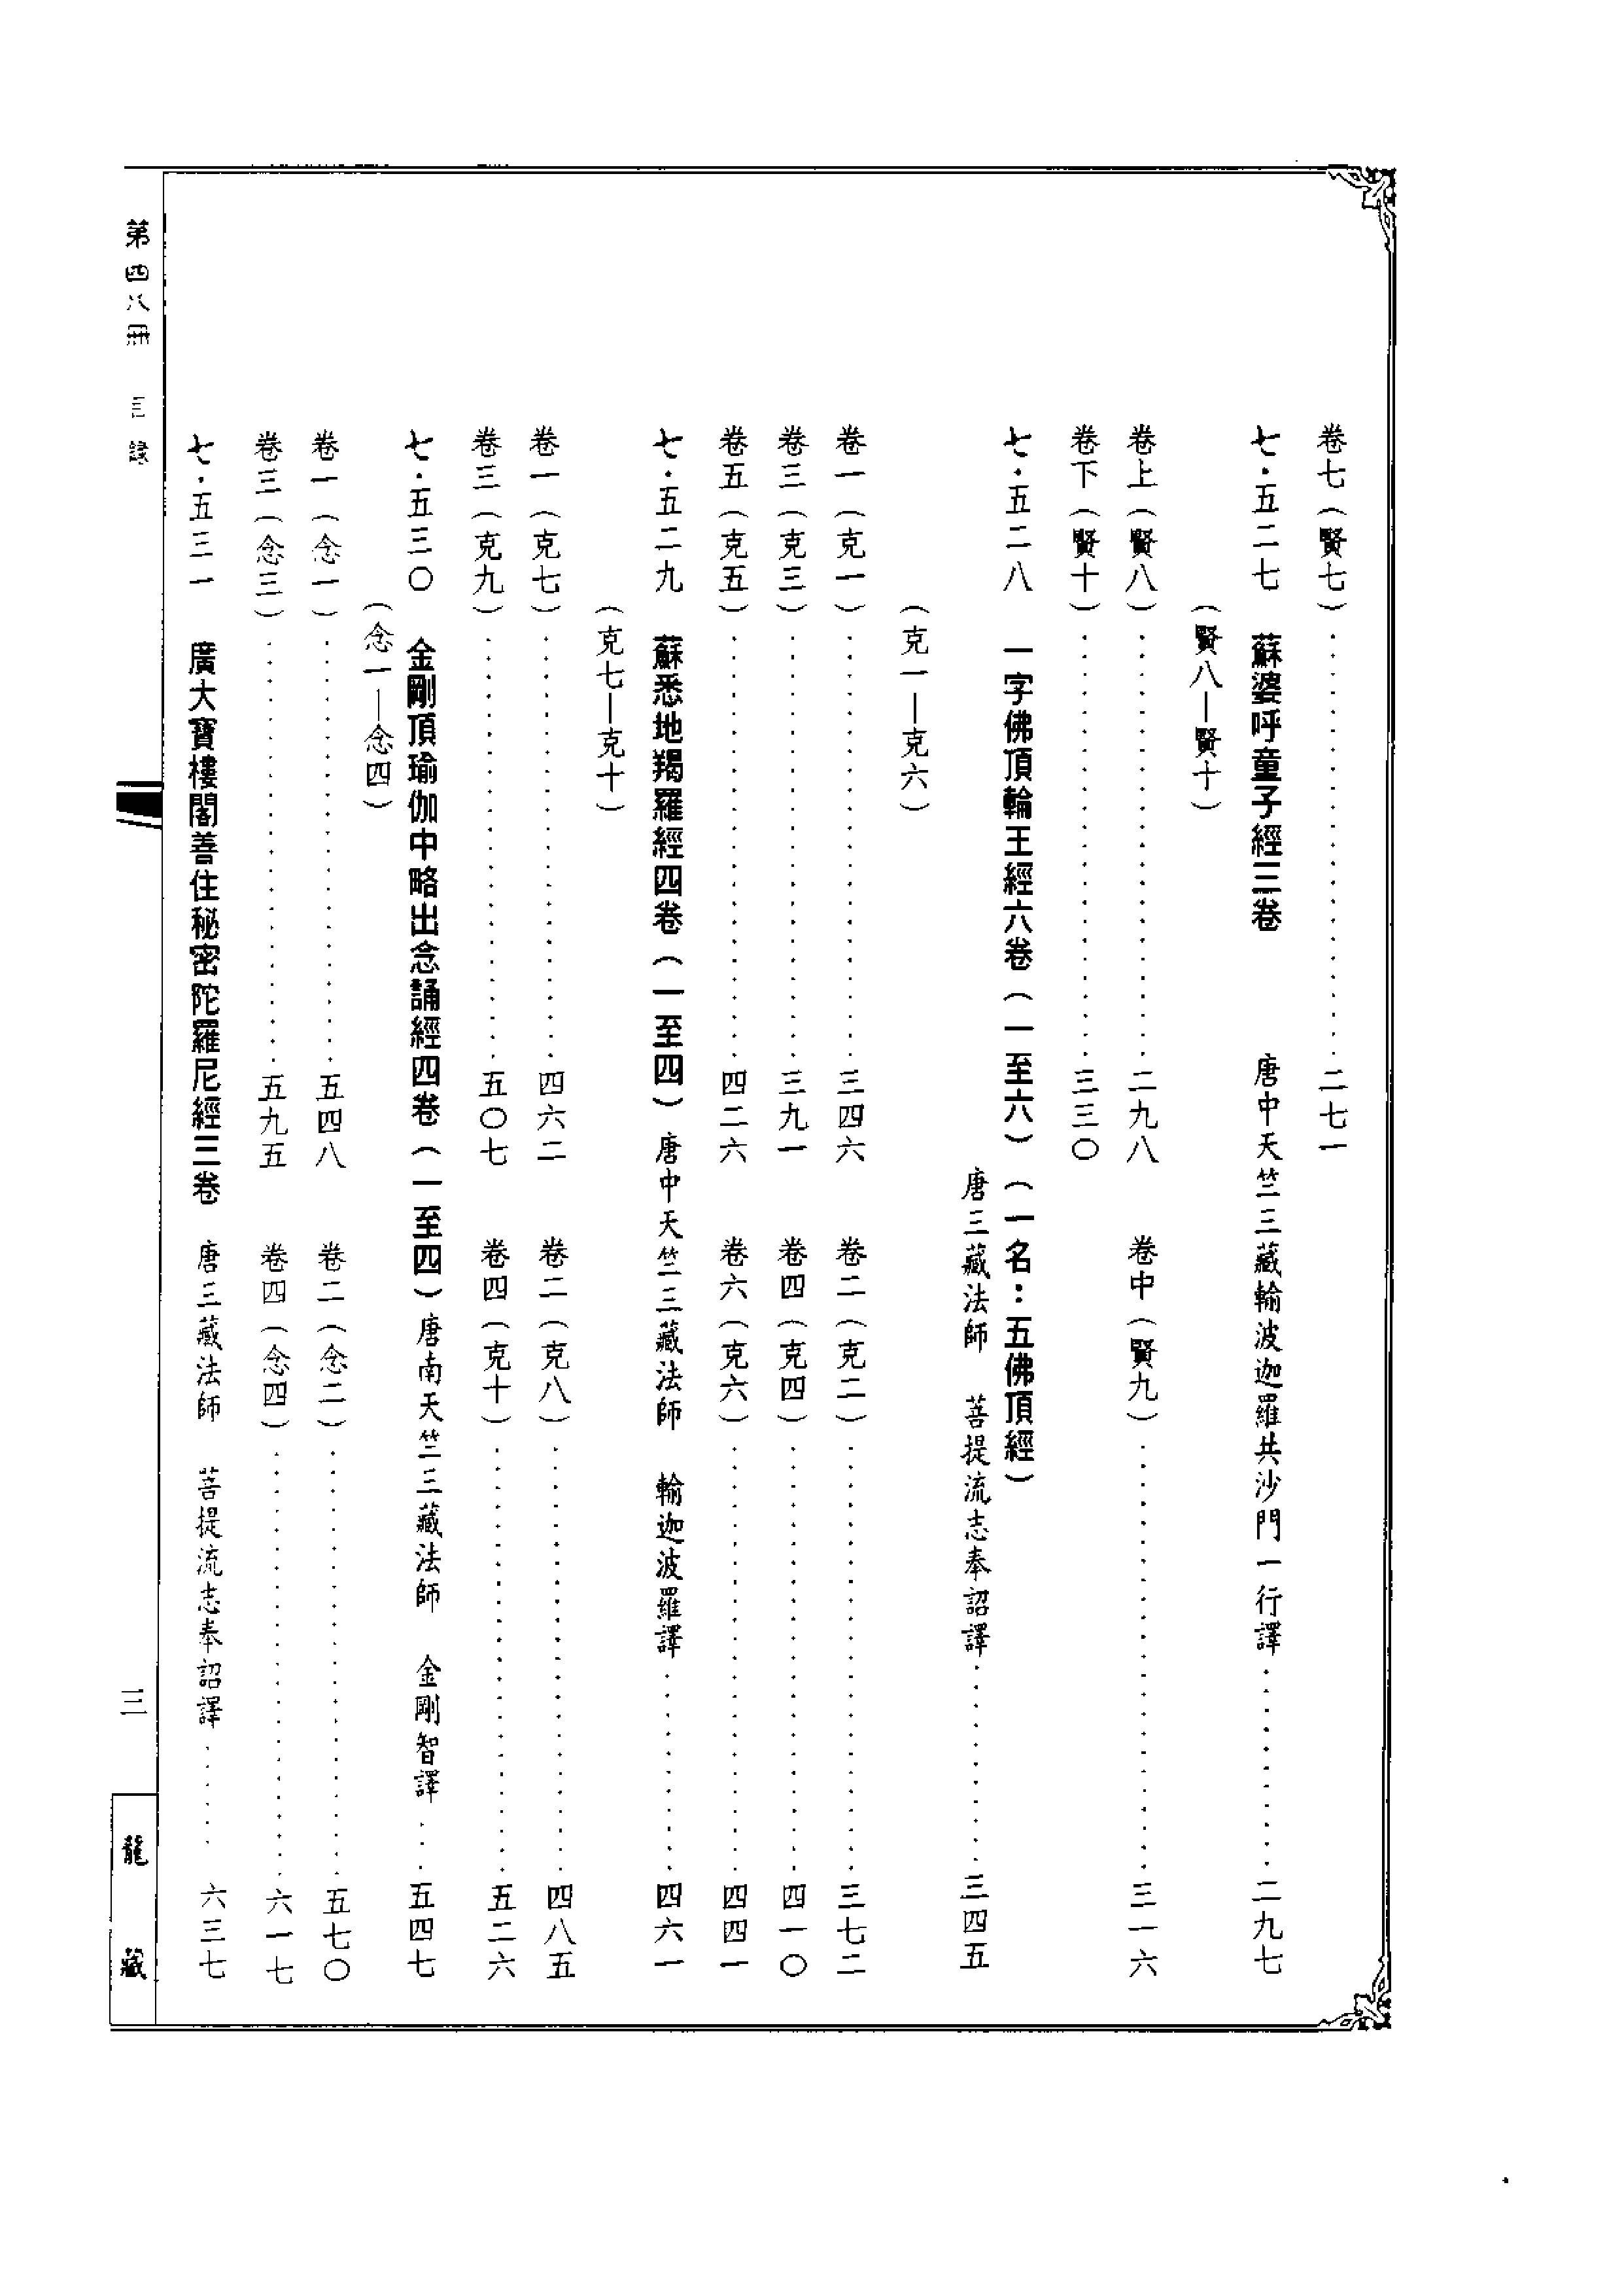 卷七（賢七）……………二七一
七·五二七　蘇婆呼童子經三卷　唐中天竺三藏輸波迦羅共沙門一行譯………二九七
（賢八—賢十）
卷上（賢八）……………二九八　卷中（賢九）……………三一六
卷下（賢十）……………三三〇
七·五二八　一字佛頂輪王經六卷（一至六）（一名：五佛頂經）
唐三藏法師　菩提流志奉詔譯………三四五
（克一—克六）
卷一（克一）……………三四六　卷二（克二）……………三七二
卷三（克三）……………三九一　卷四（克四）……………四一〇
卷五（克五）……………四二六　卷六（克六）……………四四一
七·五二九　蘇悉地羯羅經四卷（一至四）唐中天竺三藏法師　輸迦波羅譯………四六一
（克七—克十）
卷一（克七）……………四六二　卷二（克八）……………四八五
卷三（克九）……………五〇七　卷四（克十）……………五二六
七·五三〇　金剛頂瑜伽中略出念誦經四卷（一至四）唐南天竺三藏法師　金剛智譯…五四七
（念一—念四）
卷一（念一）……………五四八　卷二（念二）……………五七〇
卷三（念三）……………五九五　卷四（念四）……………六一七
七·五三一　廣大寶樓閣善住秘密陀羅尼經三卷　唐三藏法師　菩提流志奉詔譯……六三七
第四八冊　目錄
三
龍藏